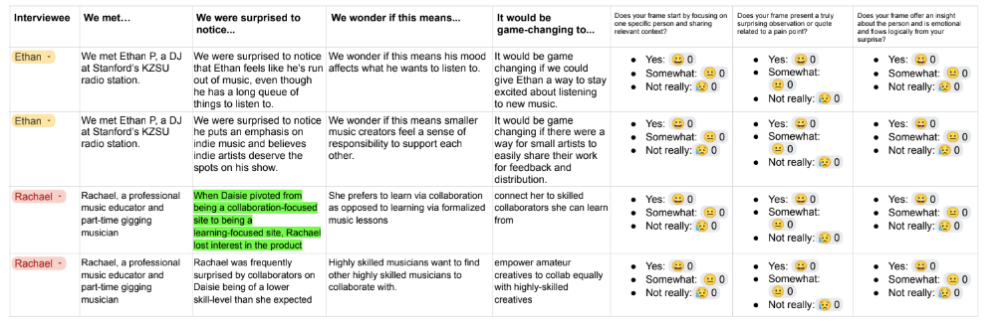 Interviewee
We met…
We were surprised to
notice...
We wonder if this means...
It would be
game-changing to...
Does your frame start by focusing on
one specific person and sharing
relevant context?
Does your frame present a truly
surprising observation or quote
related to a pain point?
Does your frame offer an insight
about the person and is emotional
and flows logically from your
surprise?
Ethan
We met Ethan P, a DJ
at Stanford's KZSU
radio station.
We were surprised to notice
that Ethan feels like he's run
out of music, even though
he has a long queue of
things to listen to.
We wonder if this means his mood
affects what he wants to listen to.
It would be game
changing if we could
give Ethan a way to stay
excited about listening
to new music.
Yes: 😀 0
Somewhat: 😐 0
Not really: 😥 0
Yes: 😀 0
Somewhat:
😐 0
Not really: 😥 0
Yes: 😀 0
Somewhat: 😐 0
Not really: 😥 0
Ethan
We met Ethan P, a DJ
at Stanford's KZSU
radio station.
We were surprised to notice
he puts an emphasis on
indie music and believes
indie artists deserve the
spots on his show.
We wonder if this means smaller
music creators feel a sense of
responsibility to support each
other.
It would be game
changing if there were a
way for small artists to
easily share their work
for feedback and
distribution.
Yes: 😀 0
Somewhat: 😐 0
Not really: 😥 0
Yes: 😀 0
Somewhat:
😐 0
Not really: 😥 0
Yes: 😀 0
Somewhat: 😐 0
Not really: 😥 0
Rachael
Rachael, a professional
music educator and
part-time gigging
musician
When Daisie pivoted from
being a collaboration-focused
site to being a
learning-focused site, Rachael
lost interest in the product
She prefers to learn via collaboration
as opposed to learning via formalized
music lessons
connect her to skilled
collaborators she can learn
from
Yes: 😀 0
Somewhat: 😐 0
Not really: 😥 0
Yes: 😀 0
Somewhat:
😐 0
Not really: 😥 0
Yes: 😀 0
Somewhat: 😐 0
Not really: 😥 0
Rachael
Rachael, a professional
music educator and
part-time gigging
musician
Rachael was frequently
surprised by collaborators on
Daisie being of a lower
skill-level than she expected
Highly skilled musicians want to find
other highly skilled musicians to
collaborate with.
empower amateur
creatives to collab equally
with highly-skilled
creatives
Yes: 😀 0
Somewhat: 😐 0
Not really: 😥 0
Yes: 😀 0
Somewhat:
😐 0
Not really: 😥 0
Yes: 😀 0
Somewhat: 😐 0
Not really: 😥 0